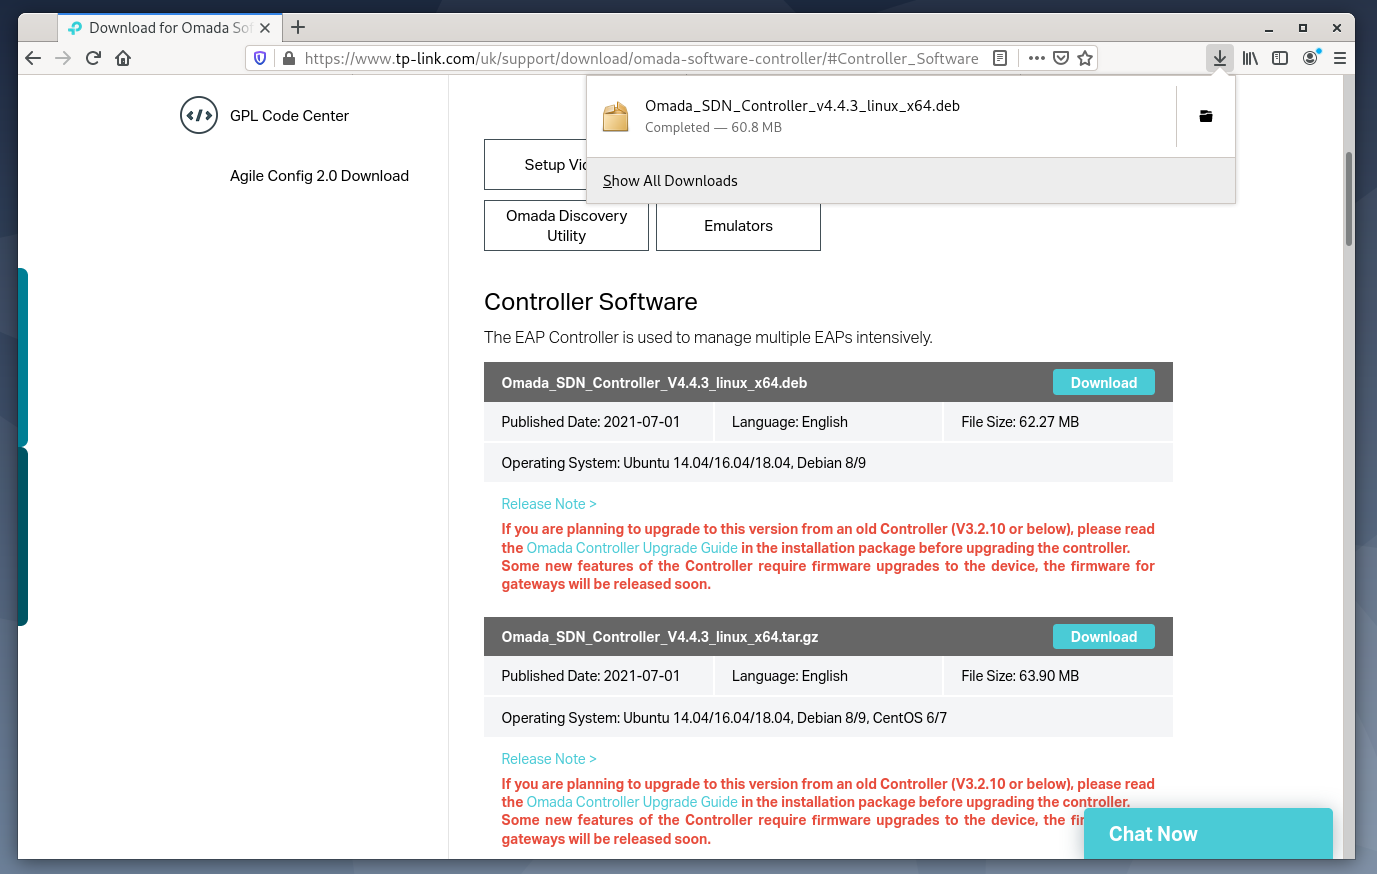 Download for Omada Sof
https://www.tp-link.com/uk/support/download/omada-software-controller/#Controller_Software
Omada_SDN_Controller_v4.4.3_linux_x64.deb
Completed — 60.8 MB
Show All Downloads
GPL Code Center
Agile Config 2.0 Download
Setup
Omada Discovery
Utility
Emulators
Controller Software
The EAP Controller is used to manage multiple EAPs intensively.
Omada_SDN_Controller_V4.4.3_linux_x64.deb
Download
Published Date: 2021-07-01
Language: English
File Size: 62.27 MB
Operating System: Ubuntu 14.04/16.04/18.04, Debian 8/9
Release Note >
If you are planning to upgrade to this version from an old Controller (V3.2.10 or below), please read
the Omada Controller Upgrade Guide in the installation package before upgrading the controller.
Some new features of the Controller require firmware upgrades to the device, the firmware for
gateways will be released soon.
Omada_SDN_Controller_V4.4.3_linux_x64.tar.gz
Download
Published Date: 2021-07-01
Language: English
File Size: 63.90 MB
Operating System: Ubuntu 14.04/16.04/18.04, Debian 8/9, CentOS 6/7
Release Note >
If you are planning to upgrade to this version from an old Controller (V3.2.10 or below), please read
the Omada Controller Upgrade Guide in the installation package before upgrading the controller.
Some new features of the Controller require firmware upgrades to the device, the
gateways will be released soon.
Chat Now